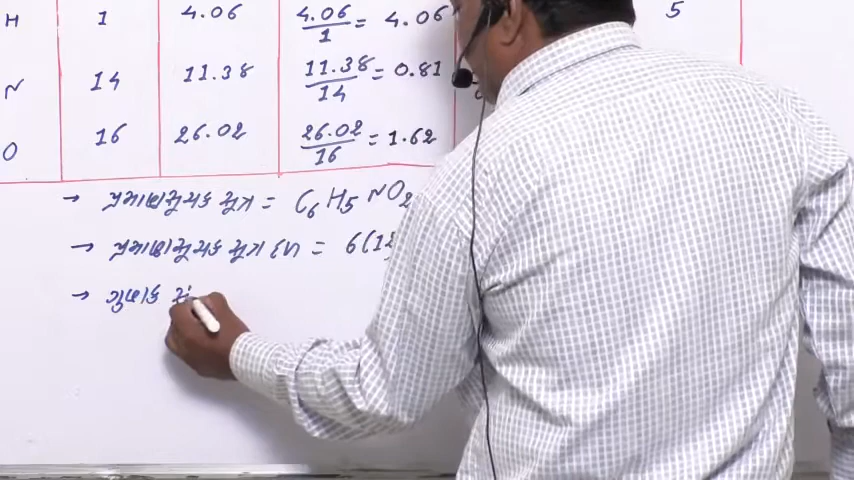 H 1 4.06 4.06/1 = 4.06 5
N 14 11.38 11.38/14 = 0.81
O 16 26.02 26.02/16 = 1.62
→ પ્રમાણસૂચક સૂત્ર = C₆H₅NO₂
→ પ્રમાણસૂચક સૂત્ર દળ = 6(12
→ ગુણાંક